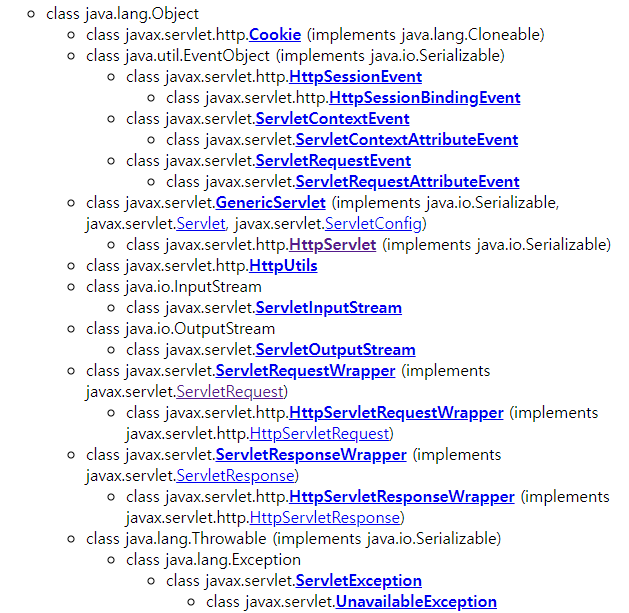 class java.lang.Object
class javax.servlet.http.Cookie (implements java.lang.Cloneable)
class java.util.EventObject (implements java.io.Serializable)
class javax.servlet.http.HttpSessionEvent
class javax.servlet.http.HttpSessionBindingEvent
class javax.servlet.ServletContextEvent
class javax.servlet.ServletContextAttributeEvent
class javax.servlet.ServletRequestEvent
class javax.servlet.ServletRequestAttributeEvent
class javax.servlet.GenericServlet (implements java.io.Serializable,
javax.servlet.Servlet, javax.servlet.ServletConfig)
class javax.servlet.http.HttpServlet (implements java.io.Serializable)
class javax.servlet.http.HttpUtils
class java.io.InputStream
class javax.servlet.ServletInputStream
class java.io.OutputStream
class javax.servlet.ServletOutputStream
class javax.servlet.ServletRequestWrapper (implements
javax.servlet.ServletRequest)
class javax.servlet.http.HttpServletRequestWrapper (implements
javax.servlet.http.HttpServletRequest)
class javax.servlet.ServletResponseWrapper (implements
javax.servlet.ServletResponse)
class javax.servlet.http.HttpServletResponseWrapper (implements
javax.servlet.http.HttpServletResponse)
class java.lang.Throwable (implements java.io.Serializable)
class java.lang.Exception
class javax.servlet.ServletException
class javax.servlet.UnavailableException